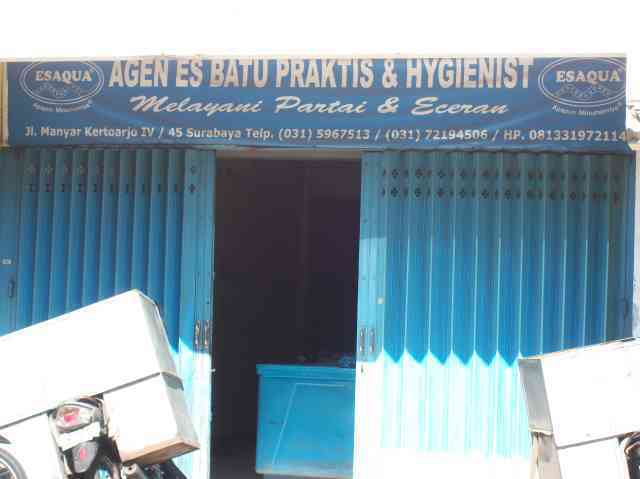 ESAQUA
AGEN ES BATU PRAKTIS & HYGIENIST
ESAQUA
Melayani Partai & Eceran
Jl. Manyar Kertoarjo IV / 45 Surabaya Telp. (031) 5967513 / (031) 72194506 / HP. 081331972114